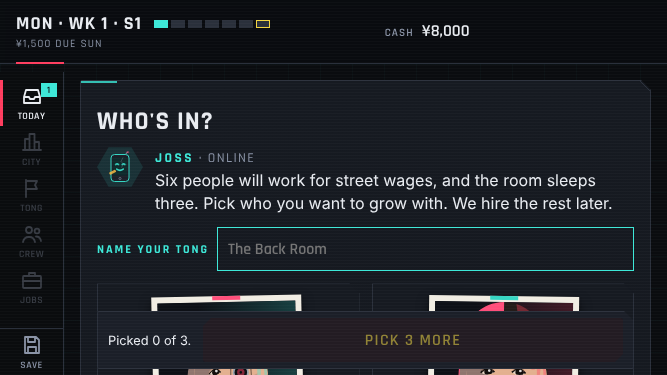 MON · WK 1 · S1
¥1,500 DUE SUN
CASH ¥8,000
1
TODAY
CITY
TONG
CREW
JOBS
SAVE
WHO'S IN?
JOSS · ONLINE
Six people will work for street wages, and the room sleeps
three. Pick who you want to grow with. We hire the rest later.
NAME YOUR TONG
The Back Room
Picked 0 of 3.
PICK 3 MORE